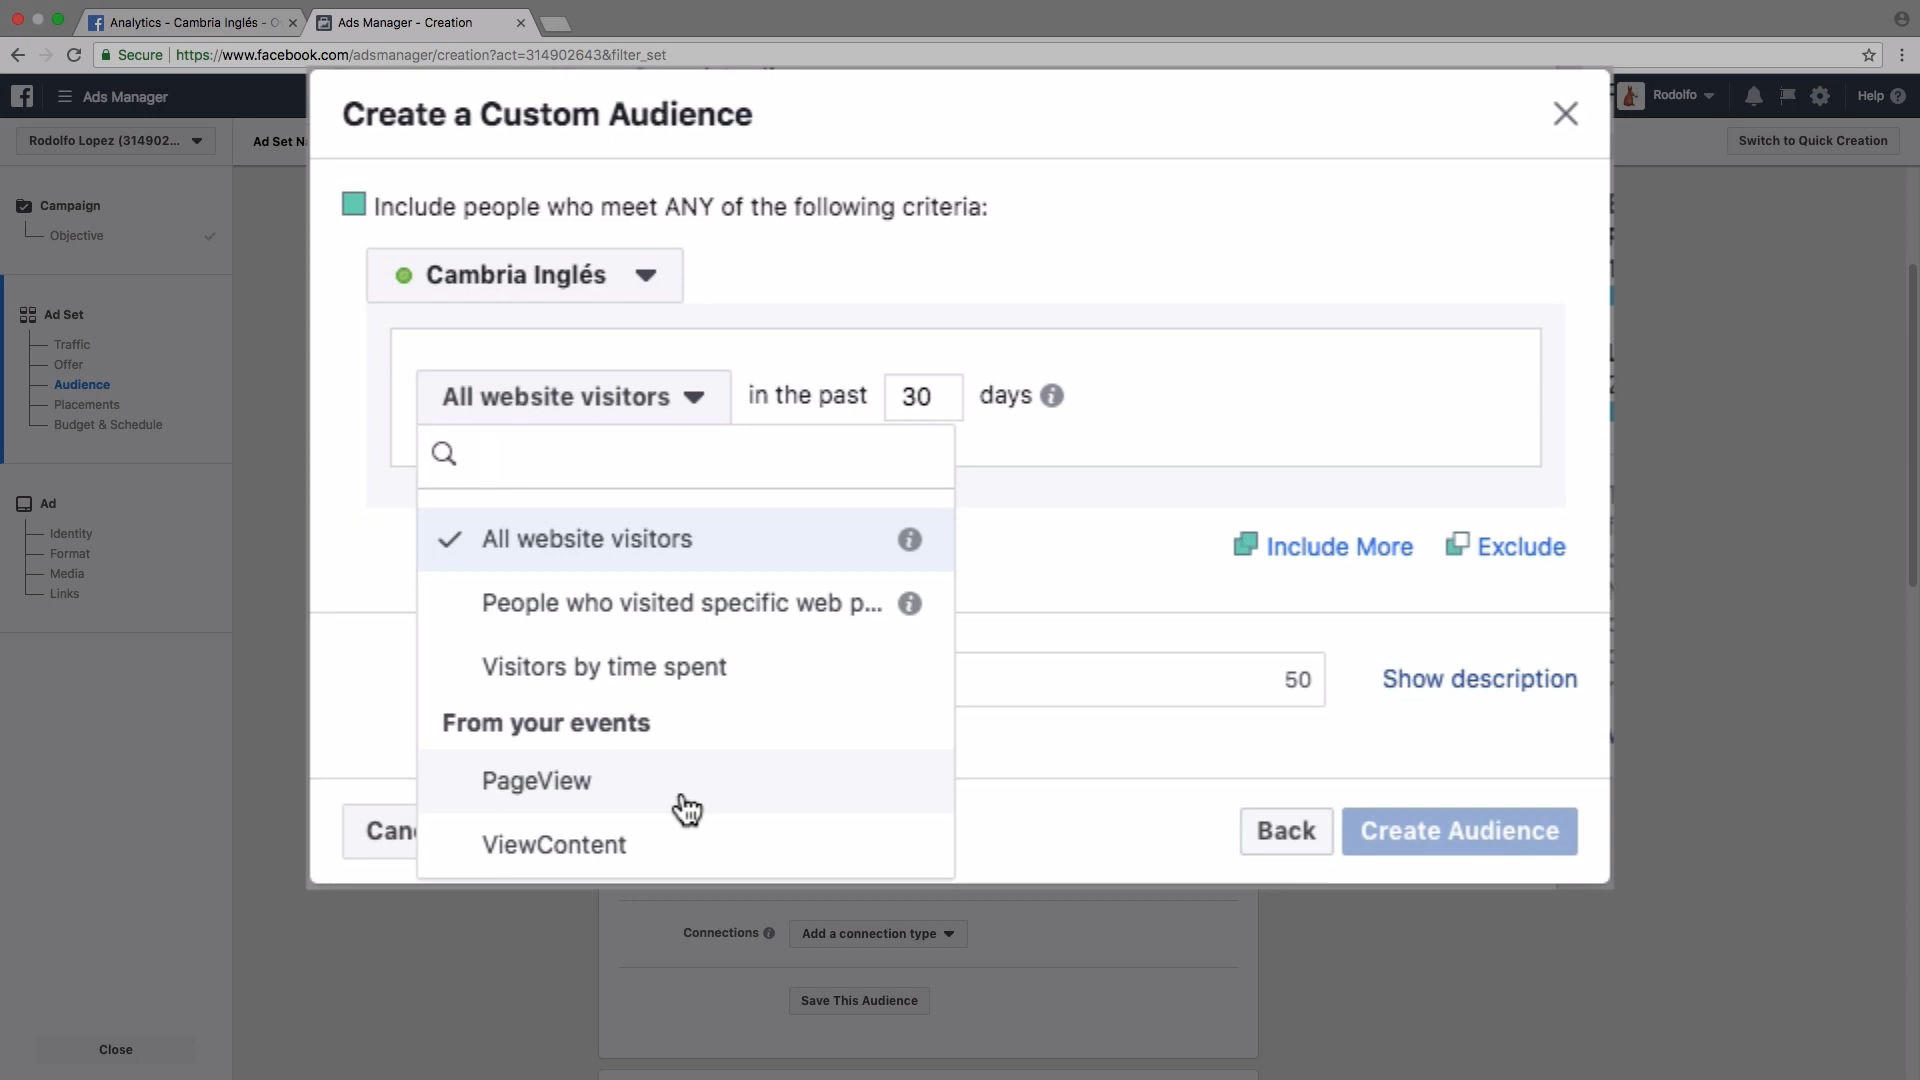 Analytics - Cambria Inglés - O
Ads Manager - Creation
Secure | https://www.facebook.com/adsmanager/creation?act=314902643&filter_set
Ads Manager
Rodolfo
Help
Rodolfo Lopez (314902...
Ad Set N
Switch to Quick Creation
Create a Custom Audience
Campaign
Objective
Ad Set
Traffic
Offer
Audience
Placements
Budget & Schedule
Ad
Identity
Format
Media
Links
Close
Include people who meet ANY of the following criteria:
Cambria Inglés
All website visitors in the past 30 days
All website visitors
People who visited specific web p...
Visitors by time spent
From your events
PageView
ViewContent
Include More Exclude
50 Show description
Can
Back
Create Audience
Connections
Add a connection type
Save This Audience